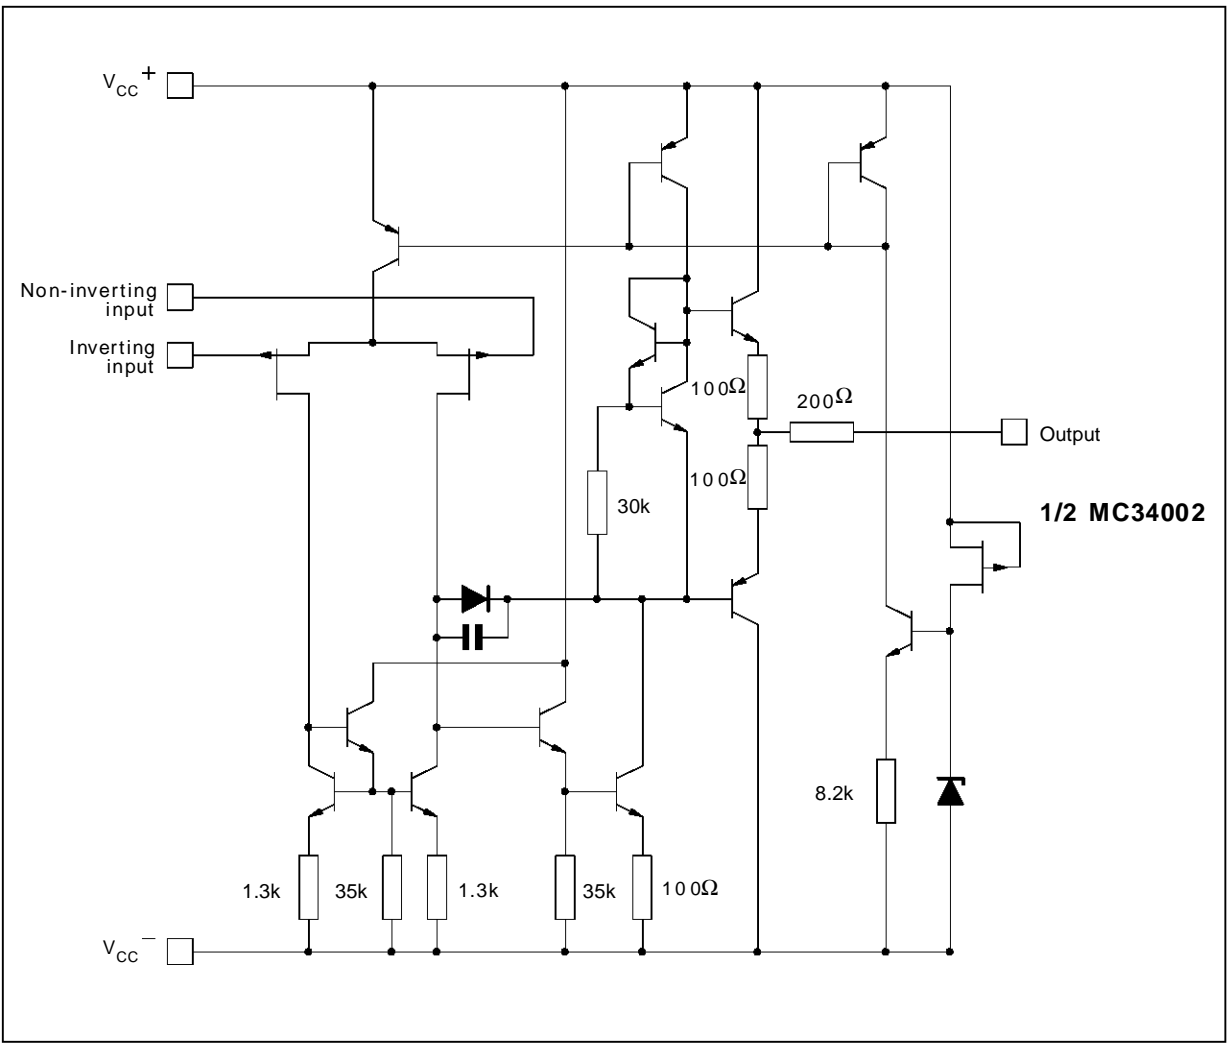 VCC+
Non-inverting
input
Inverting
input
100Ω
200Ω
Output
100Ω
30k
1/2 MC34002
8.2k
1.3k
35k
1.3k
35k
100Ω
VCC−